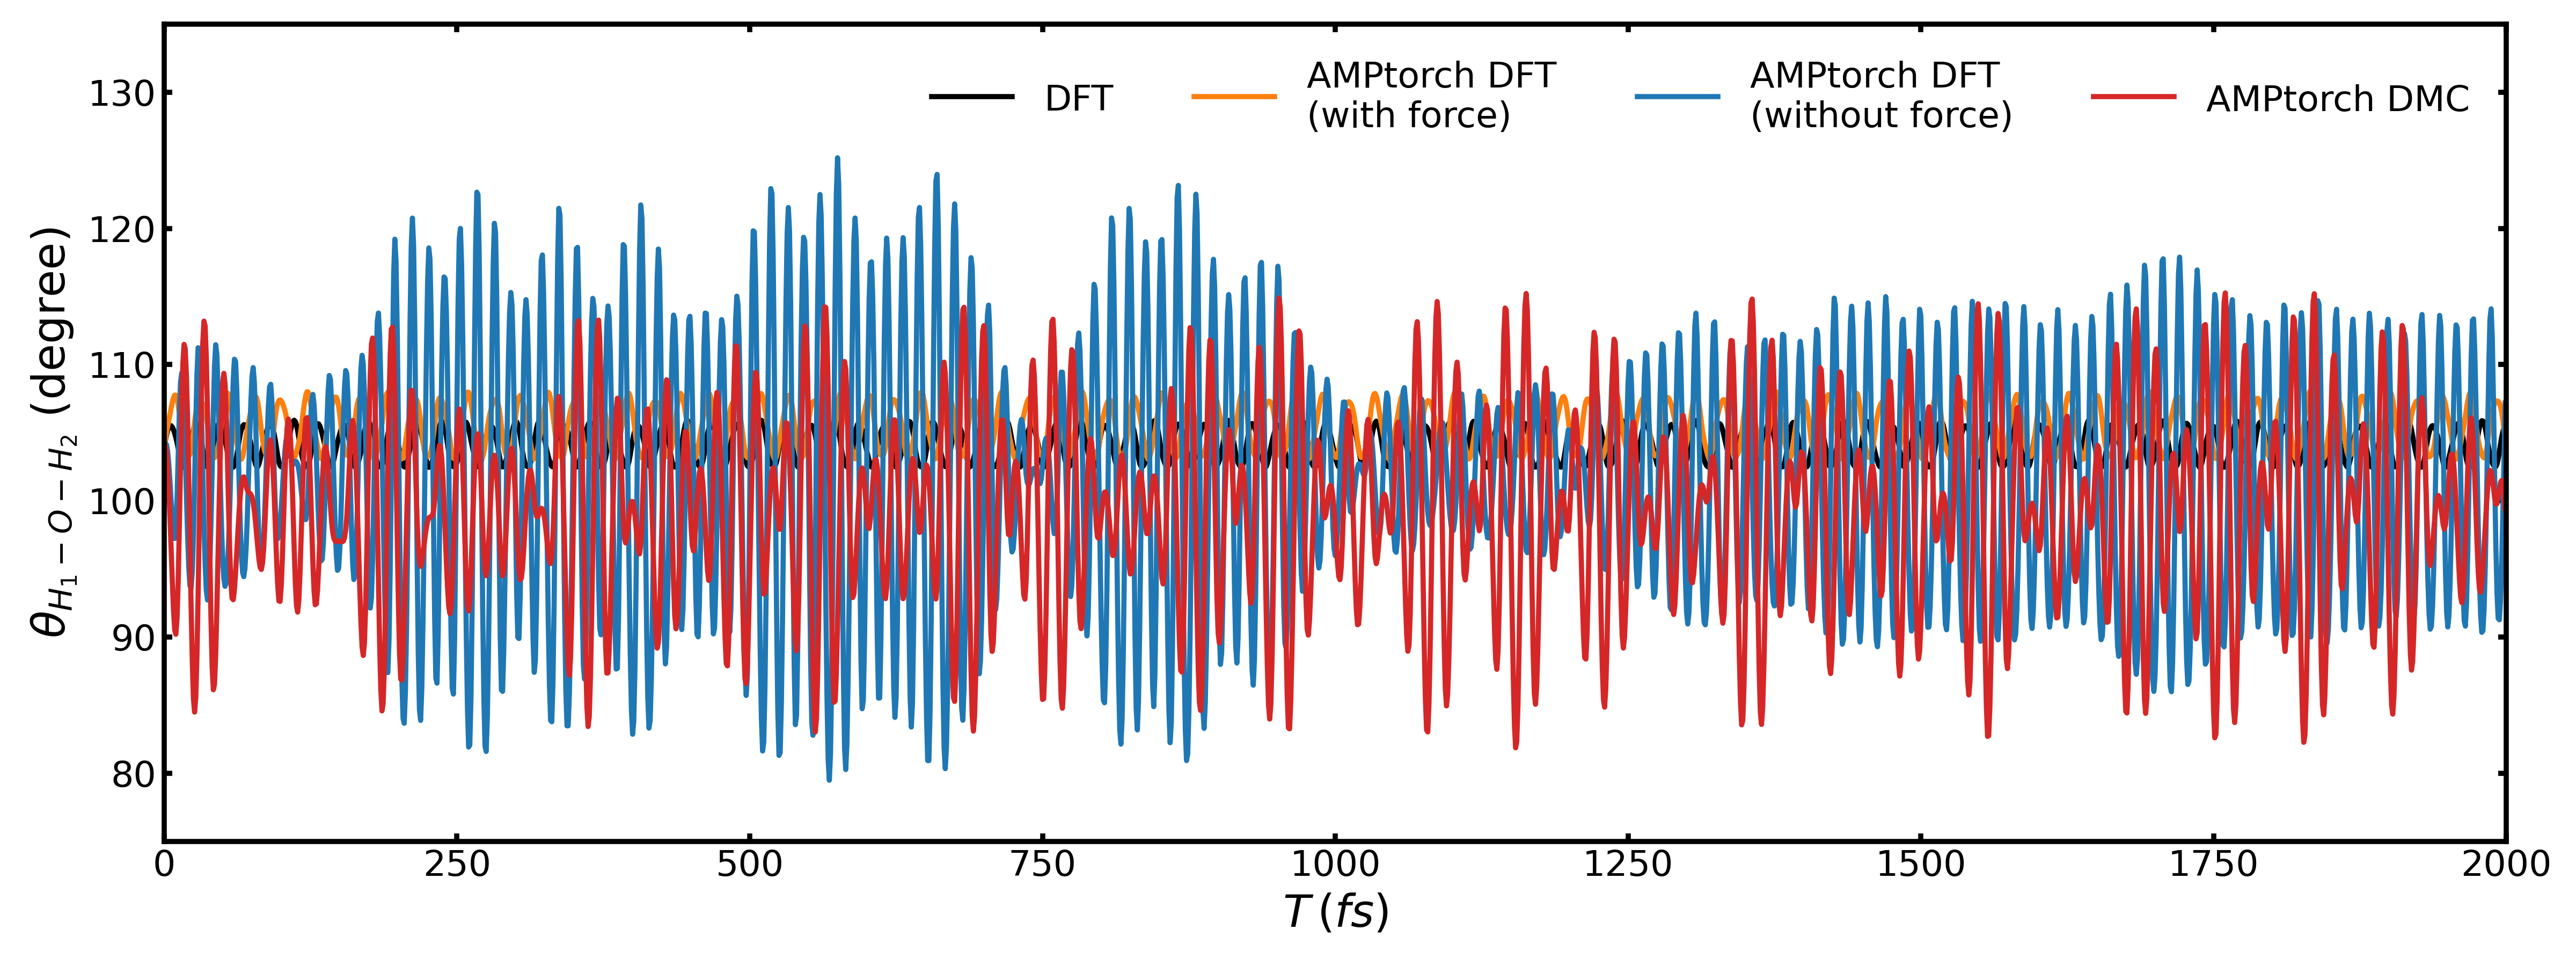 DFT
AMPtorch DFT
(with force)
AMPtorch DFT
(without force)
AMPtorch DMC
130
120
110
100
90
80
θ_{H_1−O−H_2} (degree)
0 250 500 750 1000 1250 1500 1750 2000
T (fs)